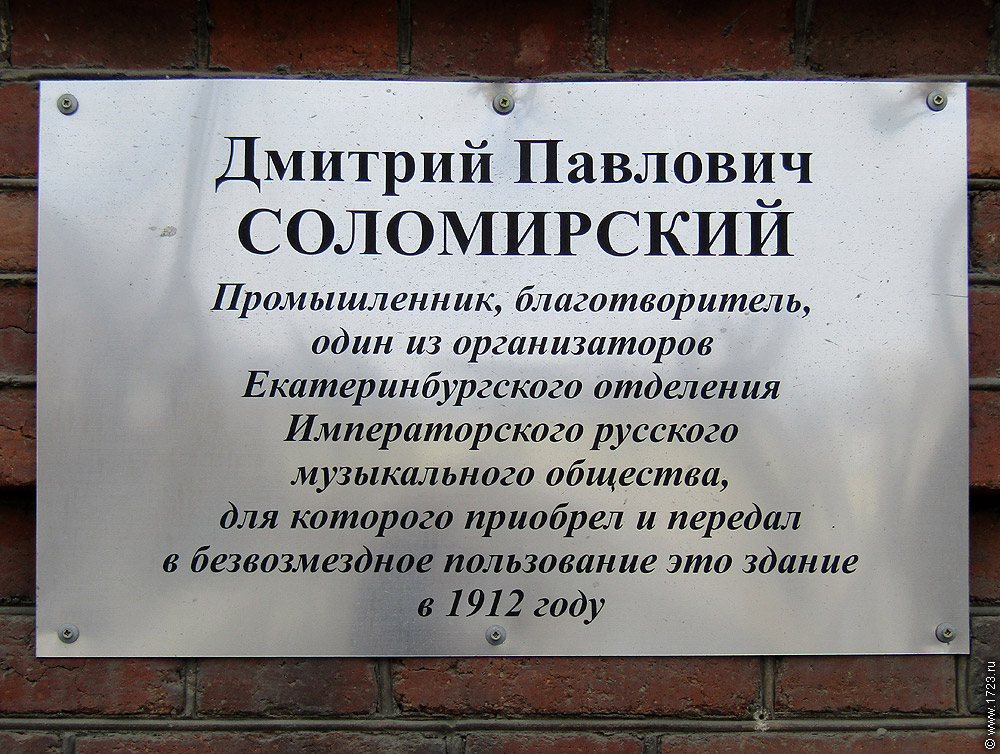 Дмитрий Павлович
СОЛОМИРСКИЙ
Промышленник, благотворитель,
один из организаторов
Екатеринбургского отделения
Императорского русского
музыкального общества,
для которого приобрел и передал
в безвозмездное пользование это здание
в 1912 году
© www.1723.ru